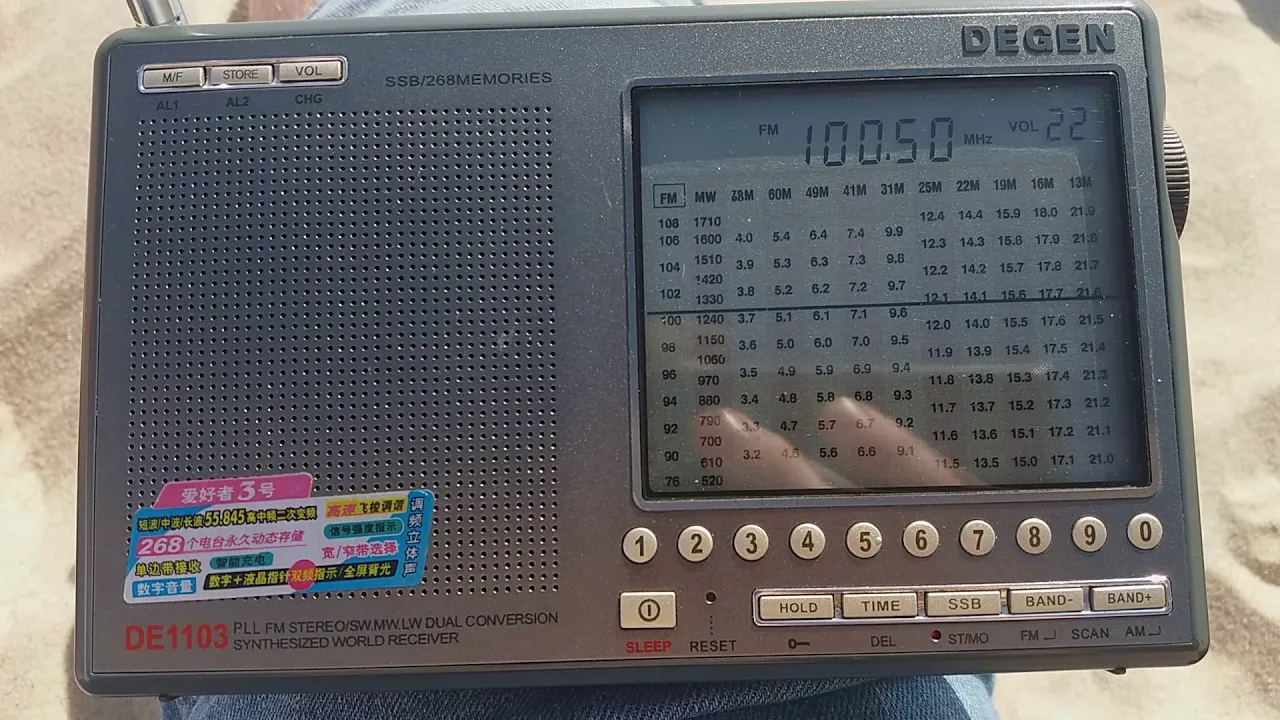 DEGEN
M/F STORE VOL
AL1 AL2 CHG
SSB/268MEMORIES
FM 100.50 MHz VOL 22
FM MW 68M 60M 49M 41M 31M 25M 22M 19M 16M 13M
108 1710 12.4 14.4 15.9 18.0 21.9
106 1600 4.0 5.4 6.4 7.4 9.9 12.3 14.3 15.8 17.9 21.8
1510
104 3.9 5.3 6.3 7.3 9.8 12.2 14.2 15.7 17.8 21.7
1420
102 1330 3.8 5.2 6.2 7.2 9.7 12.1 14.1 15.6 17.7 21.6
100 1240 3.7 5.1 6.1 7.1 9.6 12.0 14.0 15.5 17.6 21.5
98 1150 3.6 5.0 6.0 7.0 9.5 11.9 13.9 15.4 17.5 21.4
1060
96 970 3.5 4.9 5.9 6.9 9.4 11.8 13.8 15.3 17.4 21.3
94 880 3.4 4.8 5.8 6.8 9.3 11.7 13.7 15.2 17.3 21.2
790
92 700 3.3 4.7 5.7 6.7 9.2 11.6 13.6 15.1 17.2 21.1
90 610 3.2 4.6 5.6 6.6 9.1 11.5 13.5 15.0 17.1 21.0
76 520
爱好者3号
短波/中波/长波55.845高中频二次变频
高速飞梭调谐
268个电台永久动态存储
信号强度指示
单边带接收 智能充电 宽/窄带选择
数字音量 数字+液晶指针双频指示/全屏背光
调频立体声
1 2 3 4 5 6 7 8 9 0
HOLD TIME SSB BAND- BAND+
SLEEP RESET DEL ST/MO FM SCAN AM
DE1103 PLL FM STEREO/SW.MW.LW DUAL CONVERSION
SYNTHESIZED WORLD RECEIVER